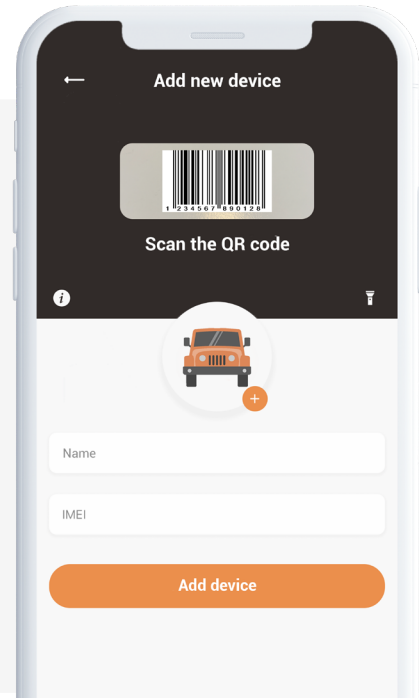 Add new device
1 234567 890128
Scan the QR code
i
Name
IMEI
Add device